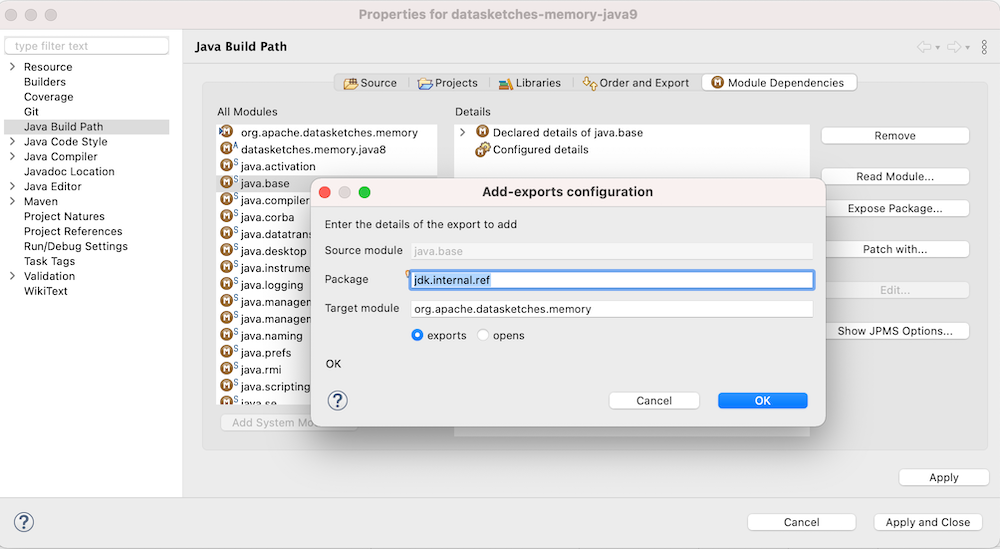 Properties for datasketches-memory-java9
type filter text
Resource
Builders
Coverage
Git
Java Build Path
Java Code Style
Java Compiler
Javadoc Location
Java Editor
Maven
Project Natures
Project References
Run/Debug Settings
Task Tags
Validation
WikiText
Java Build Path
Source
Projects
Libraries
Order and Export
Module Dependencies
All Modules
org.apache.datasketches.memory
datasketches.memory.java8
java.activation
java.base
java.compiler
java.corba
java.datatrans
java.desktop
java.instrume
java.logging
java.managem
java.managem
java.naming
java.prefs
java.rmi
java.scripting
java.se
Add System Mo
Details
Declared details of java.base
Configured details
Remove
Read Module...
Expose Package...
Patch with...
Edit...
Show JPMS Options...
Add-exports configuration
Enter the details of the export to add
Source module java.base
Package jdk.internal.ref
Target module org.apache.datasketches.memory
exports opens
OK
? Cancel OK
Apply
? Cancel Apply and Close